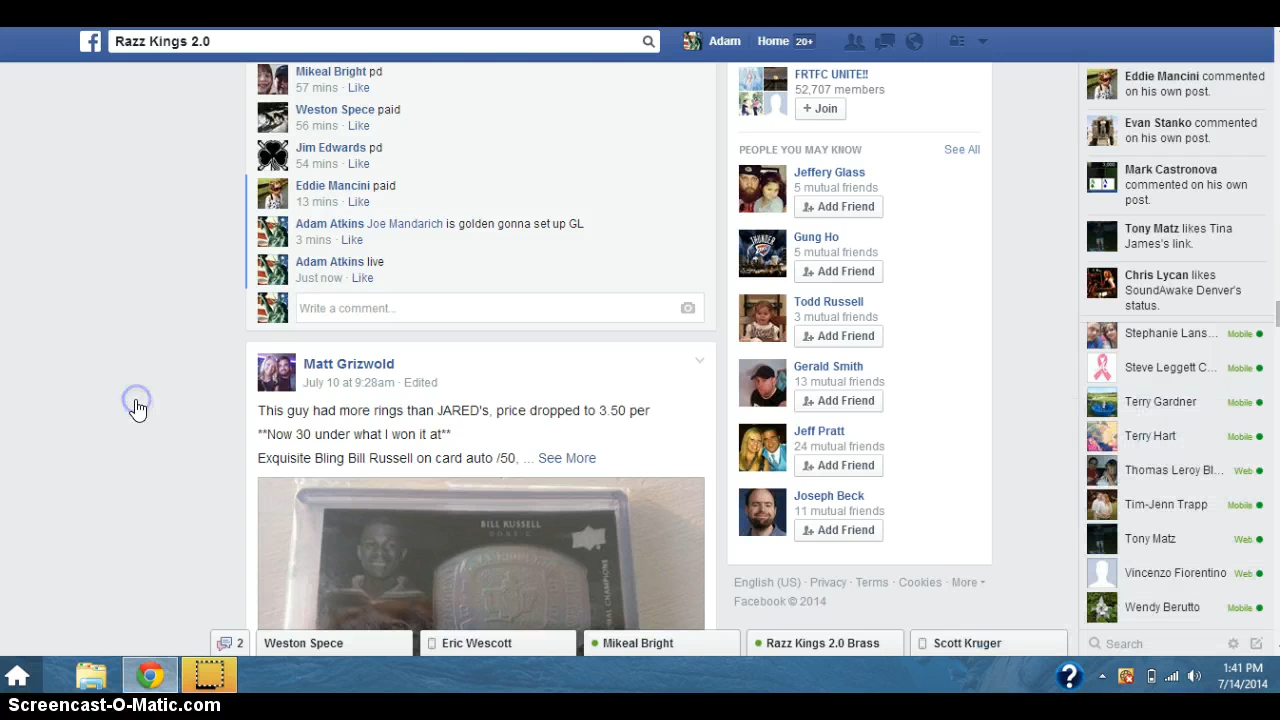 Razz Kings 2.0
Adam
Home 20+
Mikeal Bright pd
57 mins · Like
Weston Spece paid
56 mins · Like
Jim Edwards pd
54 mins · Like
Eddie Mancini paid
13 mins · Like
Adam Atkins Joe Mandarich is golden gonna set up GL
3 mins · Like
Adam Atkins live
Just now · Like
Write a comment...
Matt Grizwold
July 10 at 9:28am · Edited
This guy had more rings than JARED's, price dropped to 3.50 per
**Now 30 under what I won it at**
Exquisite Bling Bill Russell on card auto /50, ... See More
BILL RUSSELL
FRTFC UNITE!!
52,707 members
+ Join
PEOPLE YOU MAY KNOW See All
Jeffery Glass
5 mutual friends
Add Friend
Gung Ho
5 mutual friends
Add Friend
THUNDER
Todd Russell
3 mutual friends
Add Friend
Gerald Smith
13 mutual friends
Add Friend
Jeff Pratt
24 mutual friends
Add Friend
Joseph Beck
11 mutual friends
Add Friend
English (US) · Privacy · Terms · Cookies · More
Facebook © 2014
Eddie Mancini commented
on his own post.
Evan Stanko commented
on his own post.
Mark Castronova
commented on his own
post.
Tony Matz likes Tina
James's link.
Chris Lycan likes
SoundAwake Denver's
status.
Stephanie Lans... Mobile
Steve Leggett C... Mobile
Terry Gardner Mobile
Terry Hart Mobile
Thomas Leroy Bl... Web
Tim-Jenn Trapp Mobile
Tony Matz Web
Vincenzo Fiorentino Web
Wendy Berutto Mobile
Search
2
Weston Spece
Eric Wescott
Mikeal Bright
Razz Kings 2.0 Brass
Scott Kruger
1:41 PM
7/14/2014
Screencast-O-Matic.com